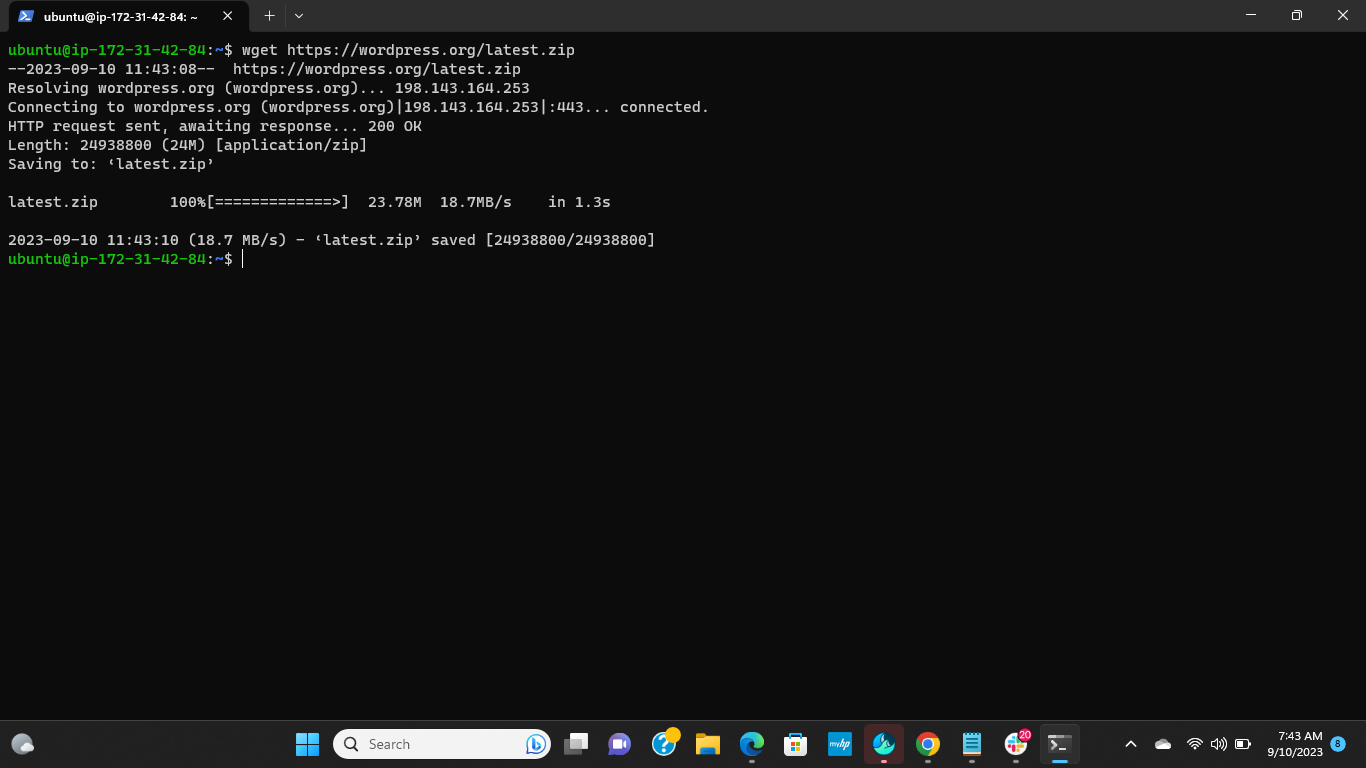 ubuntu@ip-172-31-42-84: ~
ubuntu@ip-172-31-42-84:~$ wget https://wordpress.org/latest.zip
--2023-09-10 11:43:08--  https://wordpress.org/latest.zip
Resolving wordpress.org (wordpress.org)... 198.143.164.253
Connecting to wordpress.org (wordpress.org)|198.143.164.253|:443... connected.
HTTP request sent, awaiting response... 200 OK
Length: 24938800 (24M) [application/zip]
Saving to: ‘latest.zip’
latest.zip        100%[=============>]  23.78M  18.7MB/s    in 1.3s
2023-09-10 11:43:10 (18.7 MB/s) - ‘latest.zip’ saved [24938800/24938800]
ubuntu@ip-172-31-42-84:~$
Search
myhp
20
7:43 AM
9/10/2023
8